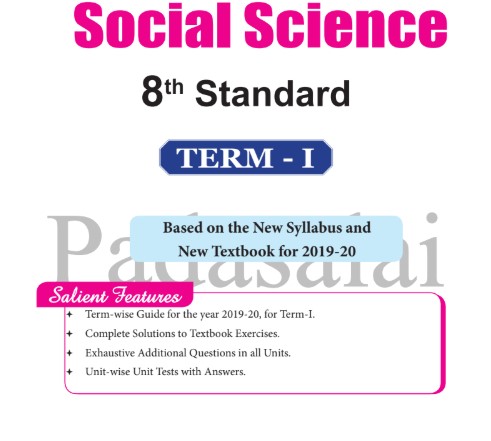 Social Science
8th Standard
TERM - I
Padasalai
Based on the New Syllabus and
New Textbook for 2019-20
Salient Features
Term-wise Guide for the year 2019-20, for Term-I.
Complete Solutions to Textbook Exercises.
Exhaustive Additional Questions in all Units.
Unit-wise Unit Tests with Answers.